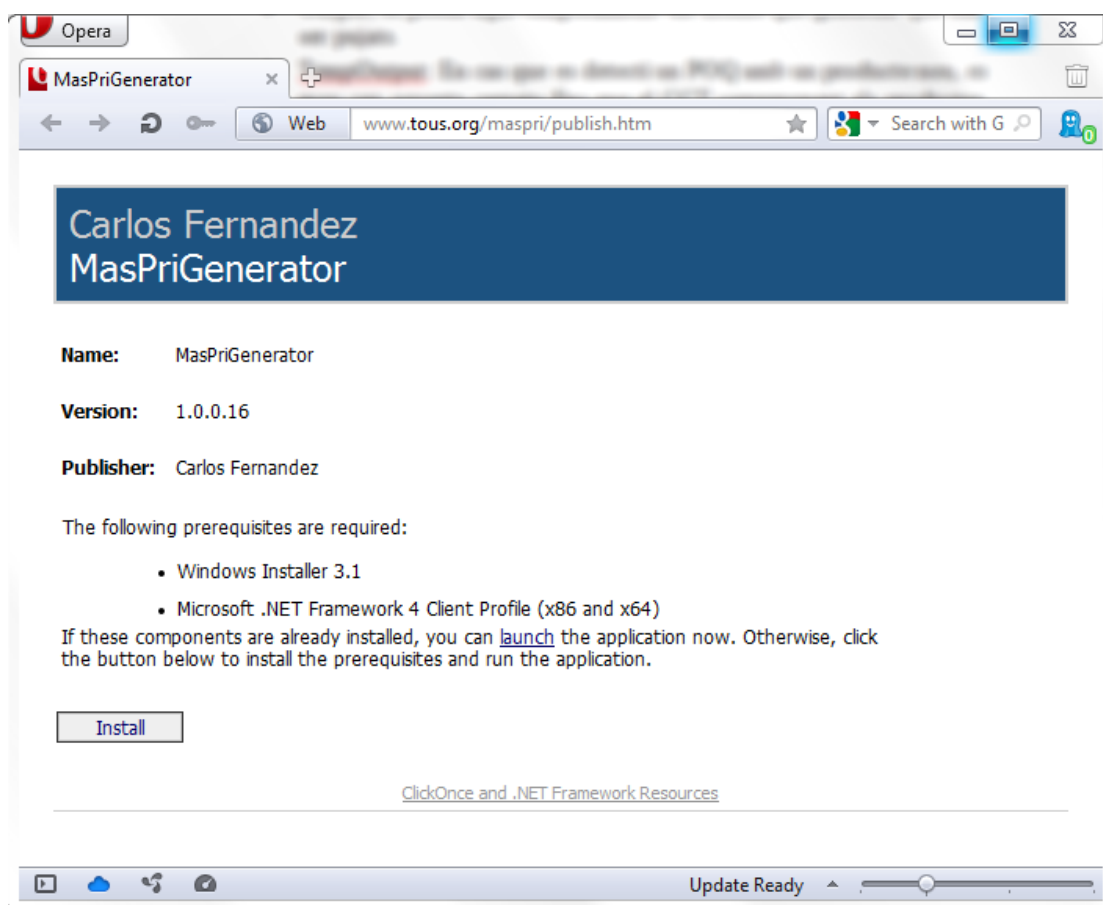 Opera
ser pujats
MasPriGenerator
Web www.tous.org/maspri/publish.htm Search with G 0
Carlos Fernandez
MasPriGenerator
Name: MasPriGenerator
Version: 1.0.0.16
Publisher: Carlos Fernandez
The following prerequisites are required:
• Windows Installer 3.1
• Microsoft .NET Framework 4 Client Profile (x86 and x64)
If these components are already installed, you can launch the application now. Otherwise, click
the button below to install the prerequisites and run the application.
Install
ClickOnce and .NET Framework Resources
Update Ready